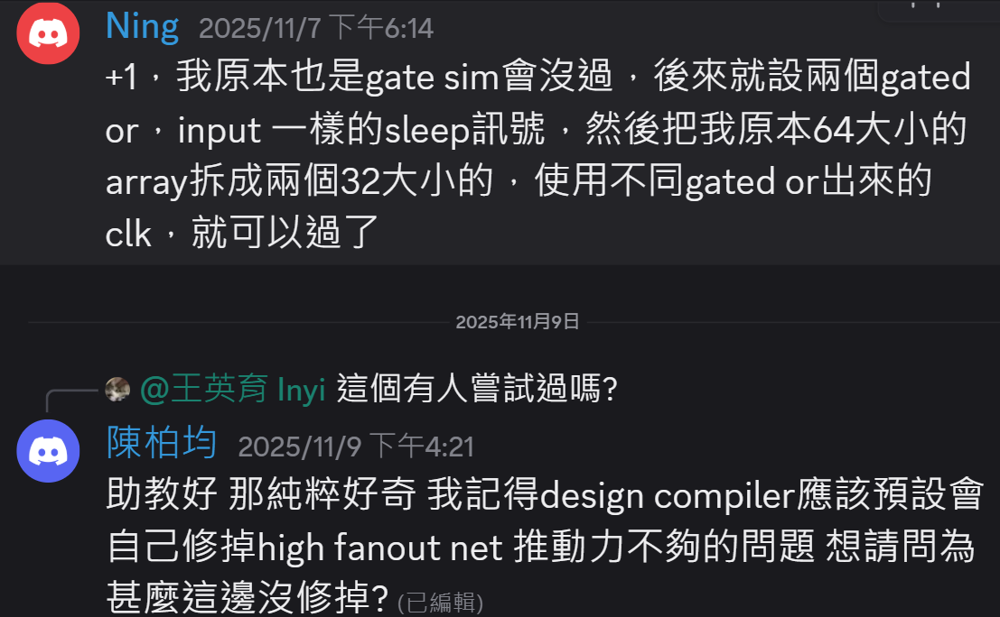 Ning 2025/11/7 下午6:14
+1，我原本也是gate sim會沒過，後來就設兩個gated
or，input 一樣的sleep訊號，然後把我原本64大小的
array拆成兩個32大小的，使用不同gated or出來的
clk，就可以過了
2025年11月9日
@王英育 Inyi 這個有人嘗試過嗎?
陳柏均 2025/11/9 下午4:21
助教好 那純粹好奇 我記得design compiler應該預設會
自己修掉high fanout net 推動力不夠的問題 想請問為
甚麼這邊沒修掉? (已編輯)